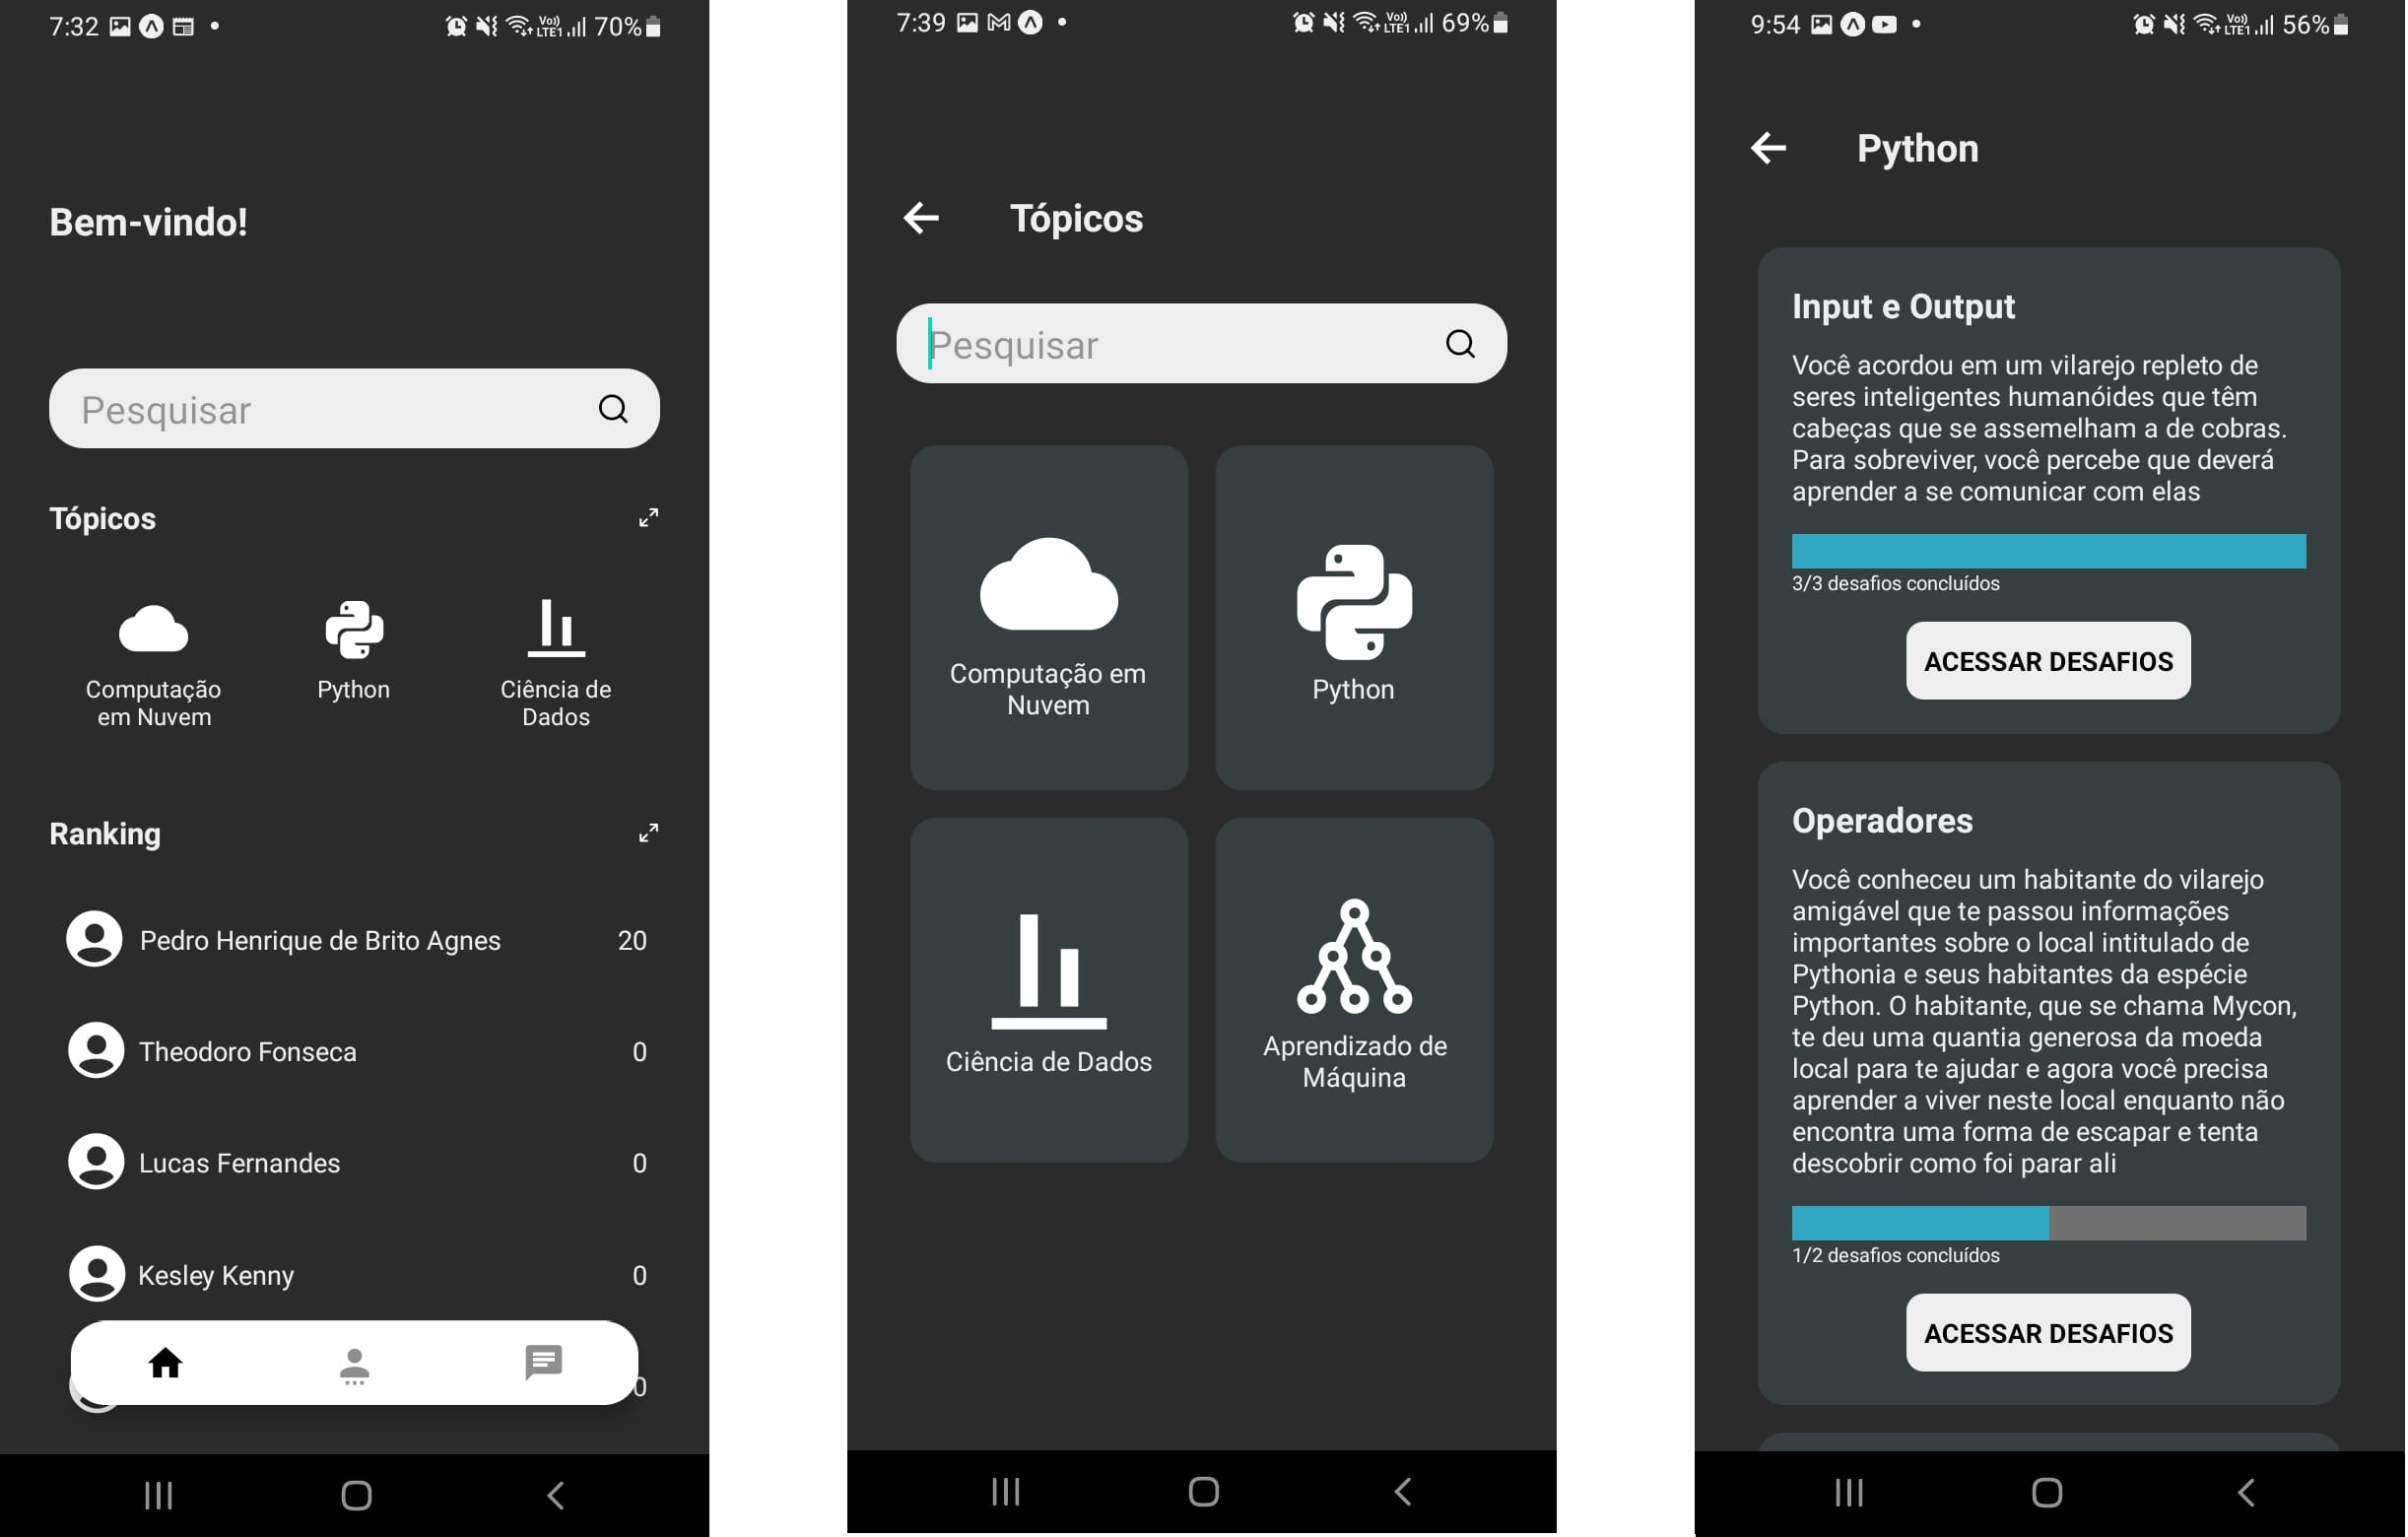 7:32
70%
Bem-vindo!
Pesquisar
Tópicos
Computação
em Nuvem
Python
Ciência de
Dados
Ranking
Pedro Henrique de Brito Agnes 20
Theodoro Fonseca 0
Lucas Fernandes 0
Kesley Kenny 0
0
7:39
69%
Tópicos
Pesquisar
Computação em
Nuvem
Python
Ciência de Dados
Aprendizado de
Máquina
9:54
56%
Python
Input e Output
Você acordou em um vilarejo repleto de
seres inteligentes humanóides que têm
cabeças que se assemelham a de cobras.
Para sobreviver, você percebe que deverá
aprender a se comunicar com elas
3/3 desafios concluídos
ACESSAR DESAFIOS
Operadores
Você conheceu um habitante do vilarejo
amigável que te passou informações
importantes sobre o local intitulado de
Pythonia e seus habitantes da espécie
Python. O habitante, que se chama Mycon,
te deu uma quantia generosa da moeda
local para te ajudar e agora você precisa
aprender a viver neste local enquanto não
encontra uma forma de escapar e tenta
descobrir como foi parar ali
1/2 desafios concluídos
ACESSAR DESAFIOS